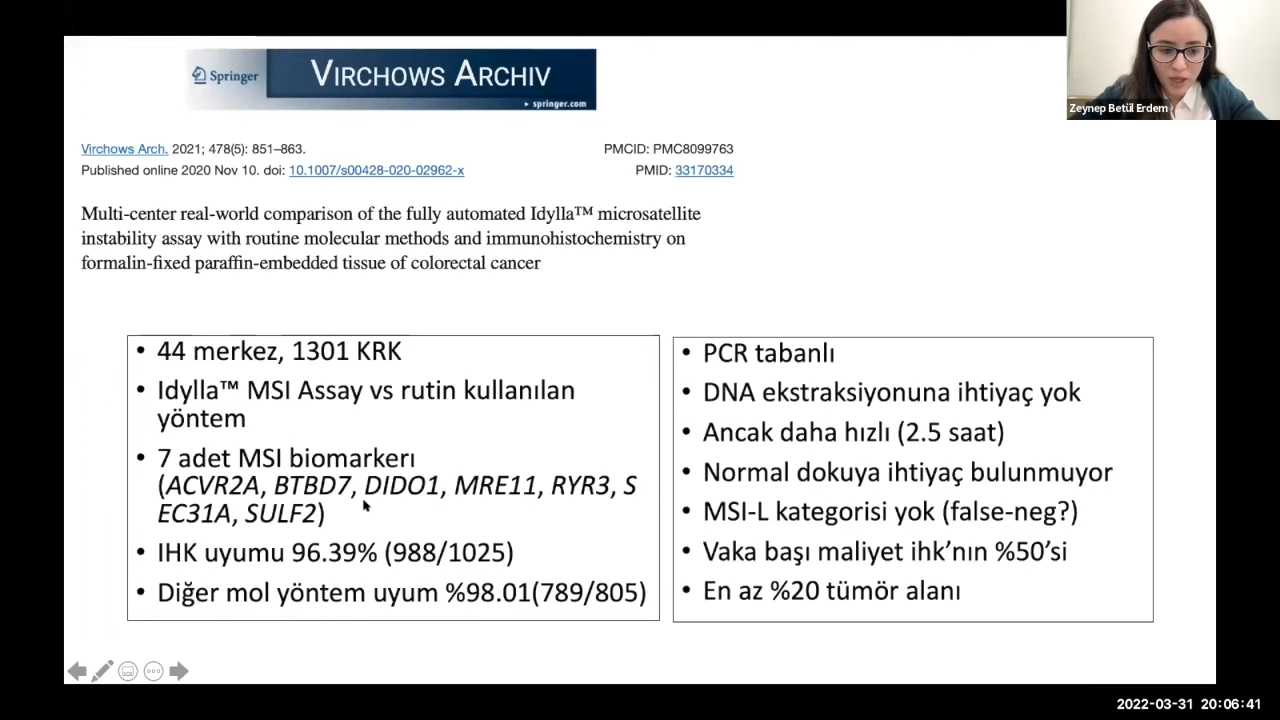 Springer
VIRCHOWS ARCHIV
springer.com
Zeynep Betül Erdem
Virchows Arch. 2021; 478(5): 851–863.
PMCID: PMC8099763
Published online 2020 Nov 10. doi: 10.1007/s00428-020-02962-x
PMID: 33170334
Multi-center real-world comparison of the fully automated Idylla™ microsatellite
instability assay with routine molecular methods and immunohistochemistry on
formalin-fixed paraffin-embedded tissue of colorectal cancer
• 44 merkez, 1301 KRK
• Idylla™ MSI Assay vs rutin kullanılan
yöntem
• 7 adet MSI biomarkerı
(ACVR2A, BTBD7, DIDO1, MRE11, RYR3, S
EC31A, SULF2)
• IHK uyumu 96.39% (988/1025)
• Diğer mol yöntem uyum %98.01(789/805)
• PCR tabanlı
• DNA ekstraksiyonuna ihtiyaç yok
• Ancak daha hızlı (2.5 saat)
• Normal dokuya ihtiyaç bulunmuyor
• MSI-L kategorisi yok (false-neg?)
• Vaka başı maliyet ihk’nın %50’si
• En az %20 tümör alanı
2022-03-31 20:06:41